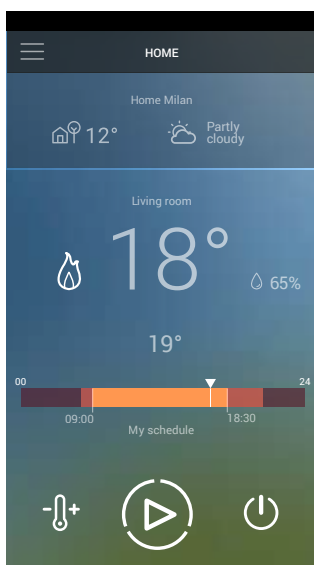 HOME
Home Milan
12°
Partly
cloudy
Living room
18°
65%
19°
00
24
09:00
18:30
My schedule